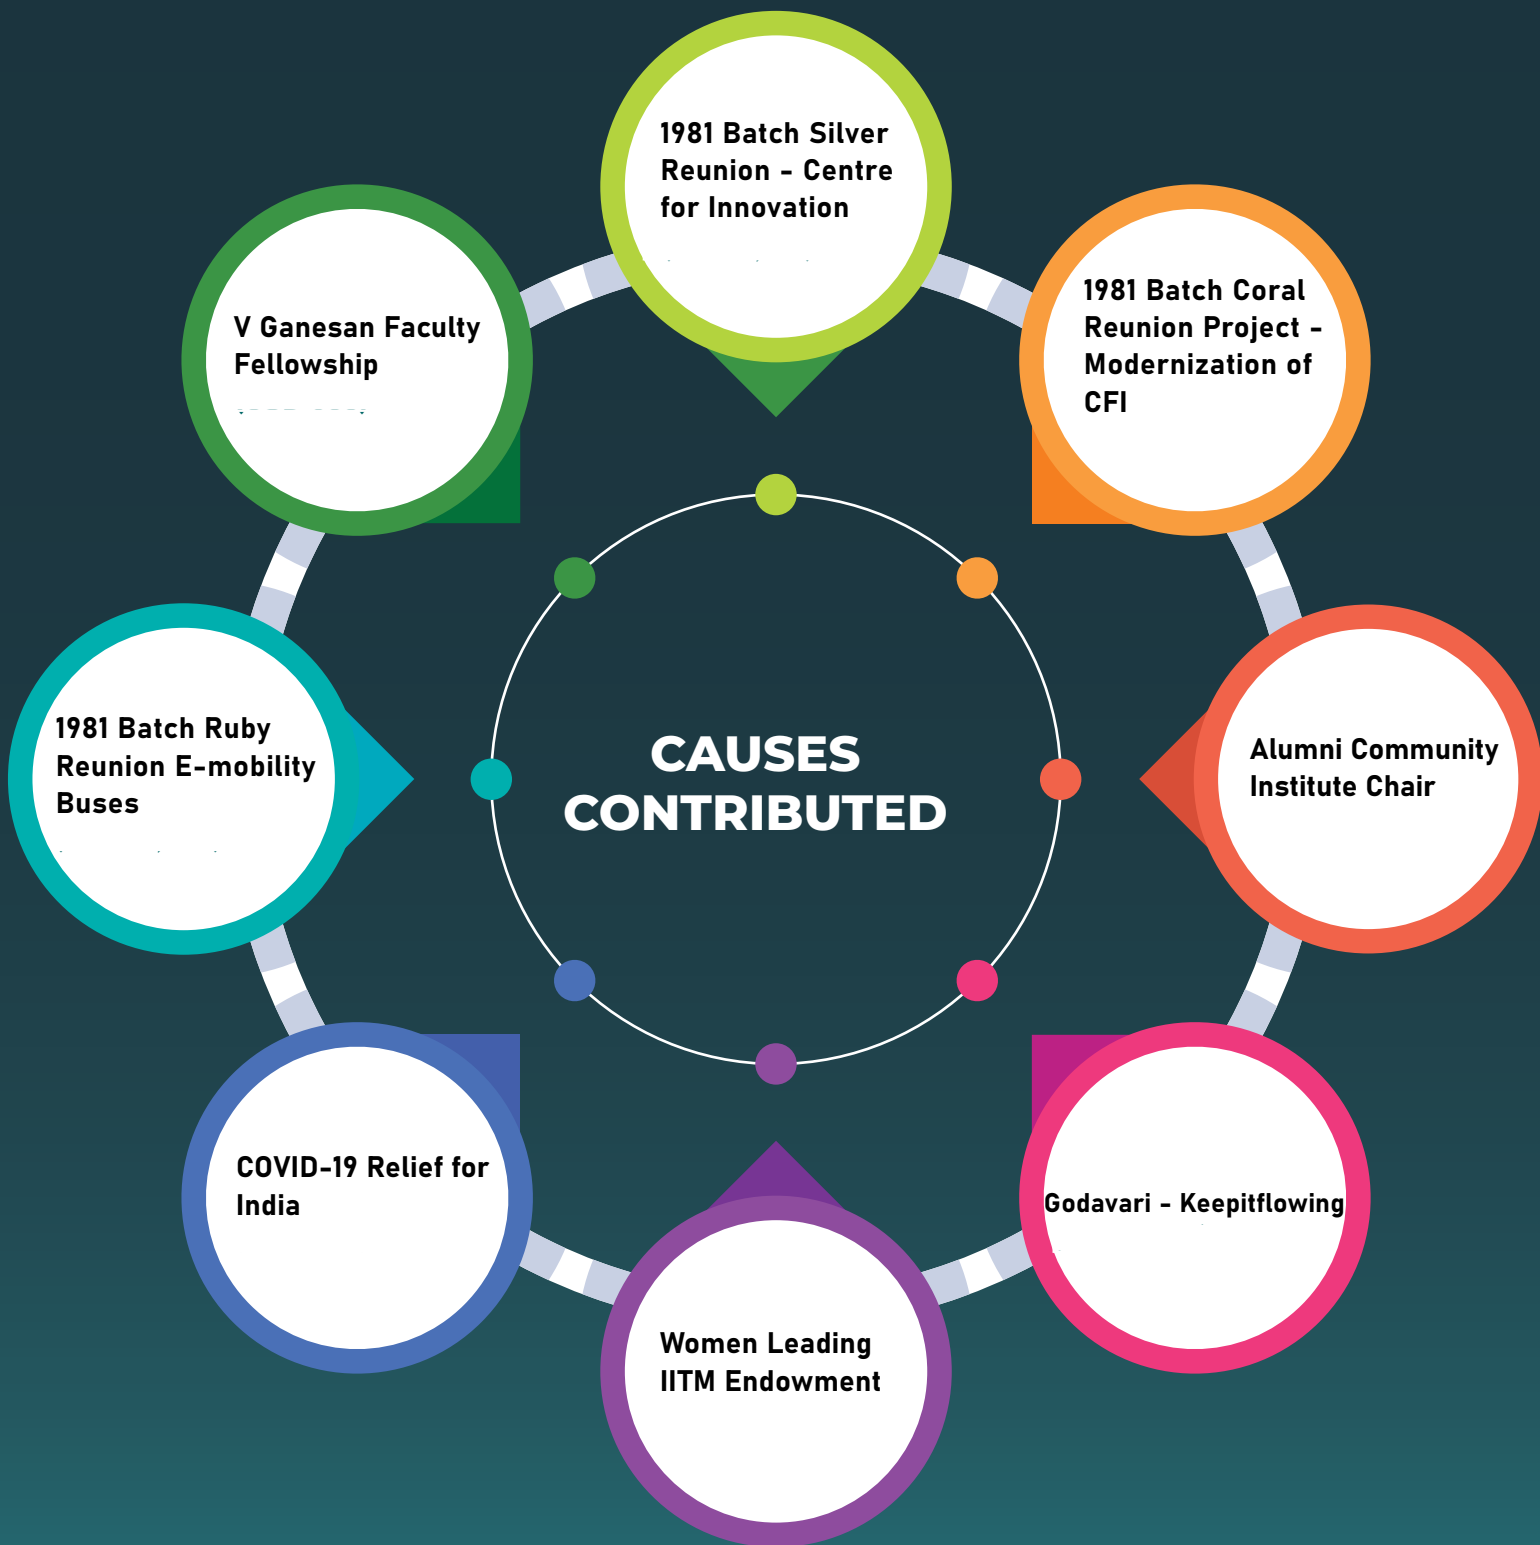 1981 Batch Silver
Reunion - Centre
for Innovation
1981 Batch Coral
Reunion Project -
Modernization of
CFI
Alumni Community
Institute Chair
Godavari - Keepitflowing
Women Leading
IITM Endowment
COVID-19 Relief for
India
1981 Batch Ruby
Reunion E-mobility
Buses
V Ganesan Faculty
Fellowship
CAUSES
CONTRIBUTED